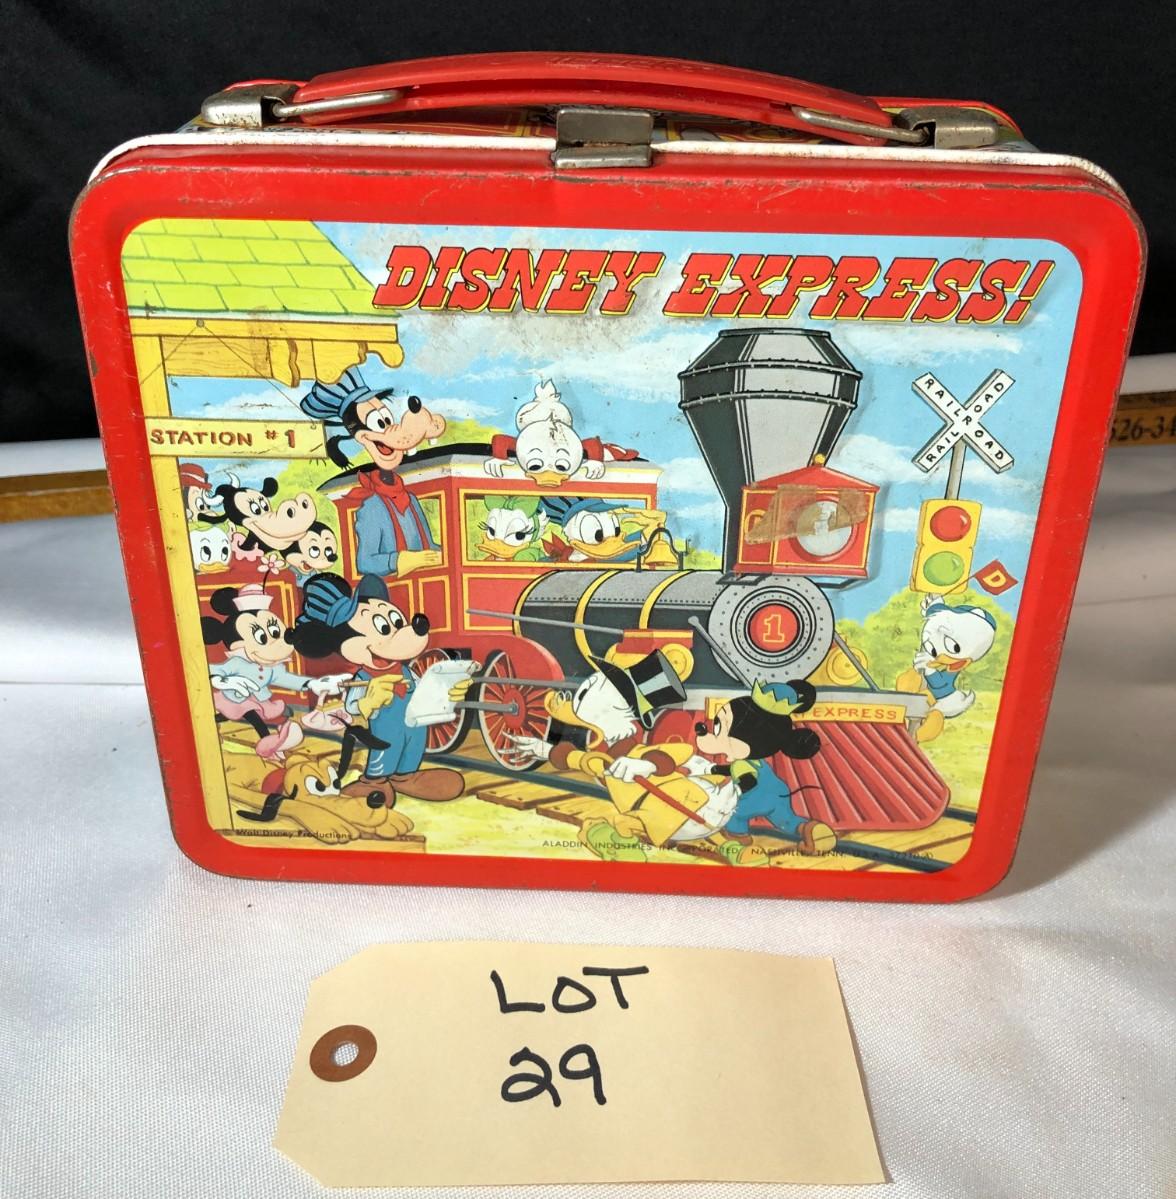 DISNEY EXPRESS!
STATION #1
RAILROAD
RAILROAD
D
1
EXPRESS
© Walt Disney Productions
ALADDIN INDUSTRIES INCORPORATED NASHVILLE, TENN. U.S.A.
LOT
29